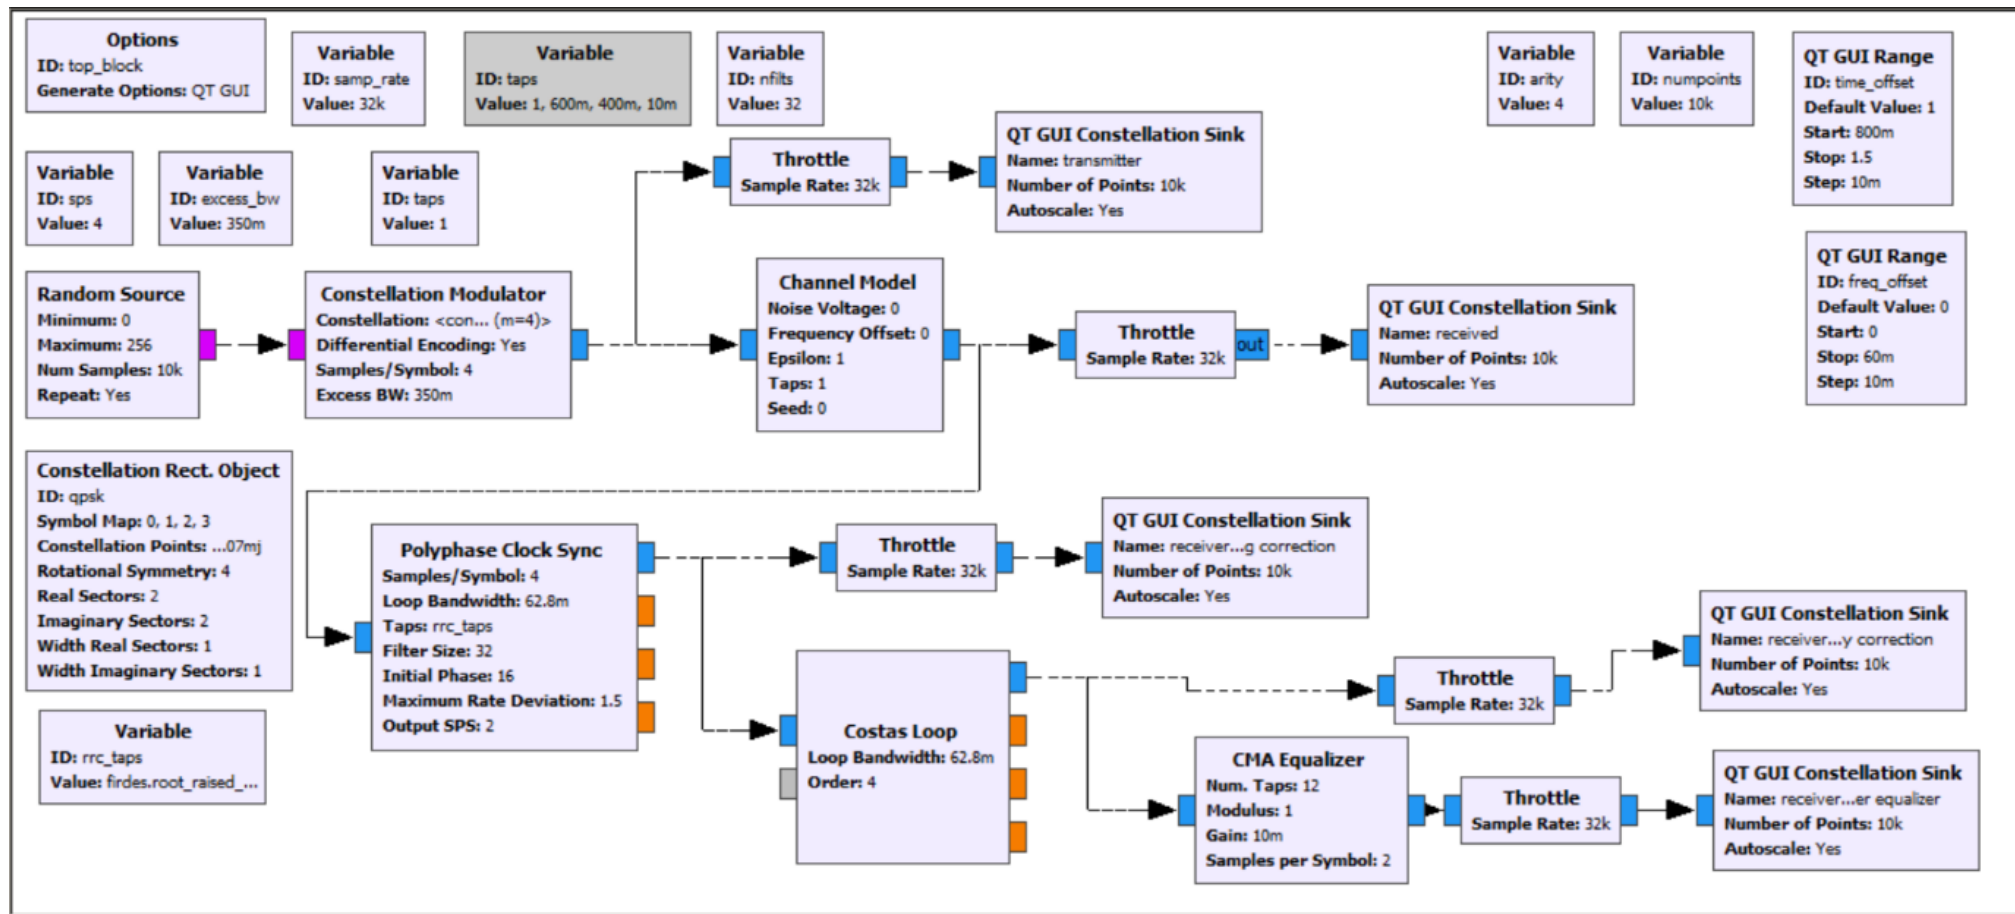 Options
ID: top_block
Generate Options: QT GUI
Variable
ID: samp_rate
Value: 32k
Variable
ID: taps
Value: 1, 600m, 400m, 10m
Variable
ID: nfilts
Value: 32
Variable
ID: arity
Value: 4
Variable
ID: numpoints
Value: 10k
QT GUI Range
ID: time_offset
Default Value: 1
Start: 800m
Stop: 1.5
Step: 10m
Variable
ID: sps
Value: 4
Variable
ID: excess_bw
Value: 350m
Variable
ID: taps
Value: 1
Throttle
Sample Rate: 32k
QT GUI Constellation Sink
Name: transmitter
Number of Points: 10k
Autoscale: Yes
QT GUI Range
ID: freq_offset
Default Value: 0
Start: 0
Stop: 60m
Step: 10m
Random Source
Minimum: 0
Maximum: 256
Num Samples: 10k
Repeat: Yes
Constellation Modulator
Constellation: <con... (m=4)>
Differential Encoding: Yes
Samples/Symbol: 4
Excess BW: 350m
Channel Model
Noise Voltage: 0
Frequency Offset: 0
Epsilon: 1
Taps: 1
Seed: 0
Throttle
Sample Rate: 32k
out
QT GUI Constellation Sink
Name: received
Number of Points: 10k
Autoscale: Yes
Constellation Rect. Object
ID: qpsk
Symbol Map: 0, 1, 2, 3
Constellation Points: ...07mj
Rotational Symmetry: 4
Real Sectors: 2
Imaginary Sectors: 2
Width Real Sectors: 1
Width Imaginary Sectors: 1
Polyphase Clock Sync
Samples/Symbol: 4
Loop Bandwidth: 62.8m
Taps: rrc_taps
Filter Size: 32
Initial Phase: 16
Maximum Rate Deviation: 1.5
Output SPS: 2
Throttle
Sample Rate: 32k
QT GUI Constellation Sink
Name: receiver...g correction
Number of Points: 10k
Autoscale: Yes
Variable
ID: rrc_taps
Value: firdes.root_raised_...
Costas Loop
Loop Bandwidth: 62.8m
Order: 4
Throttle
Sample Rate: 32k
QT GUI Constellation Sink
Name: receiver...y correction
Number of Points: 10k
Autoscale: Yes
CMA Equalizer
Num. Taps: 12
Modulus: 1
Gain: 10m
Samples per Symbol: 2
Throttle
Sample Rate: 32k
QT GUI Constellation Sink
Name: receiver...er equalizer
Number of Points: 10k
Autoscale: Yes